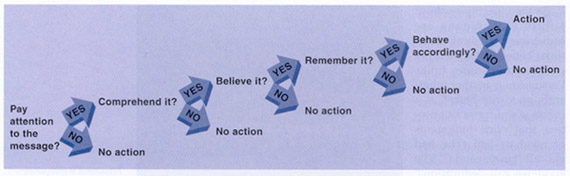 Pay
attention
to the
message?
YES
NO
No action
Comprehend it?
YES
NO
No action
Believe it?
YES
NO
No action
Remember it?
YES
NO
No action
Behave
accordingly?
YES
NO
Action
No action